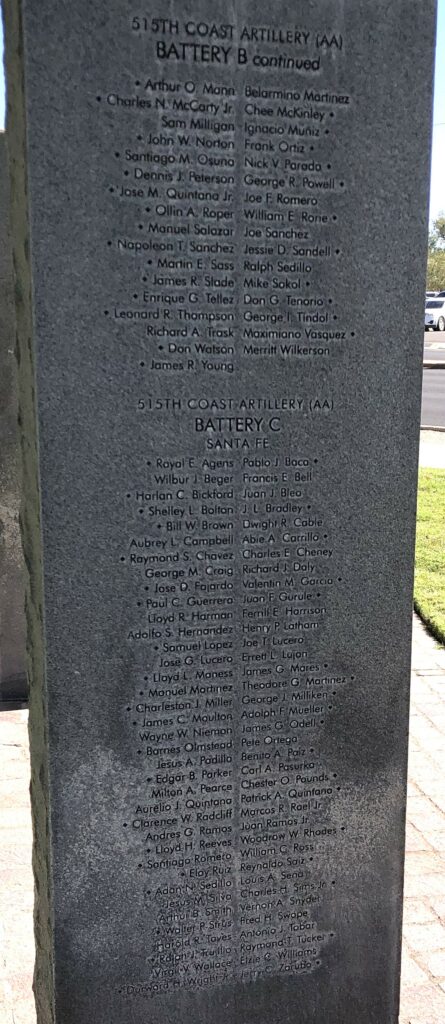 515TH COAST ARTILLERY (AA)
BATTERY B continued
• Arthur O. Mann Belarmino Martinez
• Charles N. McCarty Jr. Chee McKinley •
Sam Milligan Ignacio Muñiz •
• John W. Norton Frank Ortiz •
• Santiago M. Osuna Nick V. Parada •
• Dennis J. Peterson George R. Powell •
• Jose M. Quintana Jr. Joe F. Romero
• Ollin A. Roper William E. Rone •
• Manuel Salazar Joe Sanchez
• Napoleon T. Sanchez Jessie D. Sandell •
• Martin E. Sass Ralph Sedillo
• James R. Slade Mike Sokol •
• Enrique G. Tellez Dan G. Tenorio •
• Leonard R. Thompson George I. Tindol •
Richard A. Trask Maximiano Vasquez •
• Don Watson Merritt Wilkerson
• James R. Young
515TH COAST ARTILLERY (AA)
BATTERY C
SANTA FE
• Royal E. Agens Pablo J. Baca •
Wilbur J. Beger Francis E. Bell
• Harlan C. Bickford Juan J. Blea
• Shelley L. Bolton J. L. Bradley •
• Bill W. Brown Dwight R. Cable
Aubrey L. Campbell Abie A. Carrillo •
• Raymond S. Chavez Charles E. Cheney
George M. Craig Richard J. Daly
• Jose D. Fajardo Valentin M. Garcia •
• Paul C. Guerrero Juan F. Gurule •
Lloyd R. Harman Ferrill E. Harrison
Adolfo S. Hernandez Henry P. Latham
• Samuel Lopez Joe T. Lucero
Jose G. Lucero Errett L. Lujan
• Lloyd L. Maness James G. Mares •
• Manuel Martinez Theodore G. Martinez •
• Charleston J. Miller George J. Milliken •
• James C. Moulton Adolph F. Mueller •
Wayne W. Nieman James G. Odell •
• Barnes Olmstead Pete Ortega
Jesus A. Padilla Benito A. Paiz •
• Edgar B. Parker Carl A. Pasurka
Milton A. Pearce Chester O. Pounds •
Aurelio J. Quintana Patrick A. Quintana •
• Clarence W. Radcliff Marcos R. Rael Jr.
Andres G. Ramos Juan Ramos Jr.
• Lloyd H. Reeves Woodrow W. Rhodes •
• Santiago Romero William C. Ross
Eloy Ruiz Reynaldo Saiz •
• Adan N. Sedillo Louis A. Sena
Jesus M. Silva Charles H. Sims Jr.
Arthur B. Smith Vernon A. Snyder
• Walter P. Strus Fred H. Swope
Harold R. Taves Antonio J. Tobar
• Rafan J. Trujillo Raymond T. Tucker •
Virgil V. Wallace Elzie C. Williams
• Durward H. Wright Jerry C. Zarubo •